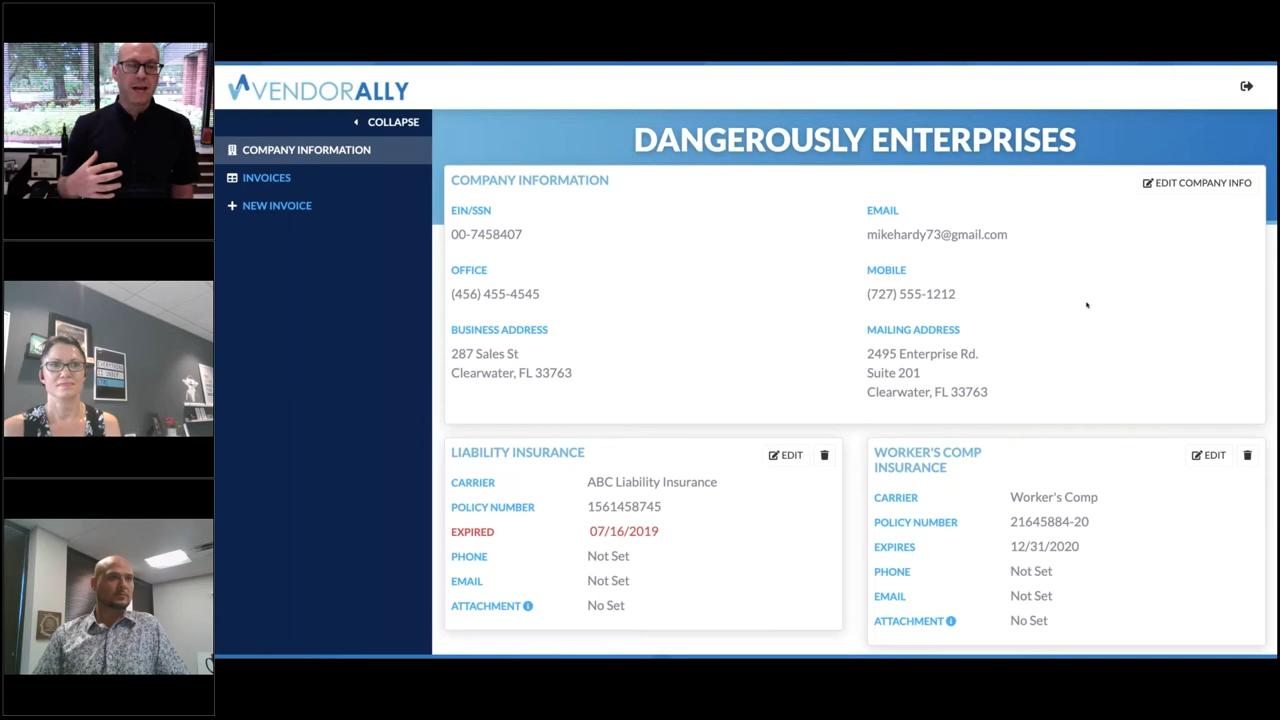 VENDORALLY
COLLAPSE
COMPANY INFORMATION
INVOICES
NEW INVOICE
DANGEROUSLY ENTERPRISES
COMPANY INFORMATION
EDIT COMPANY INFO
EIN/SSN
00-7458407
EMAIL
mikehardy73@gmail.com
OFFICE
(456) 455-4545
MOBILE
(727) 555-1212
BUSINESS ADDRESS
287 Sales St
Clearwater, FL 33763
MAILING ADDRESS
2495 Enterprise Rd.
Suite 201
Clearwater, FL 33763
LIABILITY INSURANCE
EDIT
CARRIER ABC Liability Insurance
POLICY NUMBER 1561458745
EXPIRED 07/16/2019
PHONE Not Set
EMAIL Not Set
ATTACHMENT No Set
WORKER'S COMP
INSURANCE
EDIT
CARRIER Worker's Comp
POLICY NUMBER 21645884-20
EXPIRES 12/31/2020
PHONE Not Set
EMAIL Not Set
ATTACHMENT No Set